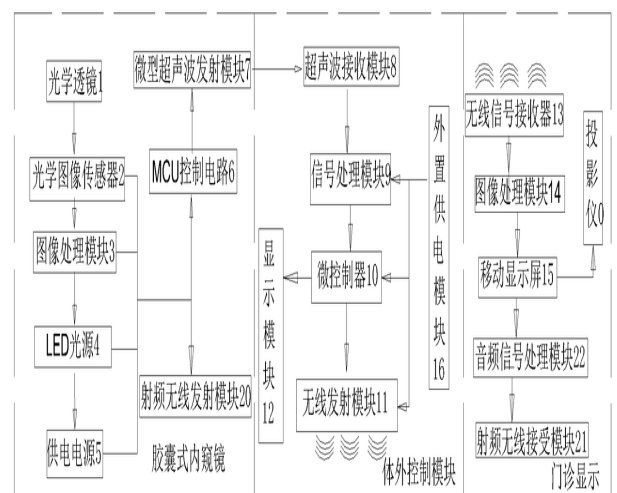 光学透镜1
光学图像传感器2
图像处理模块3
LED光源4
供电电源5
微型超声波发射模块7
MCU控制电路6
射频无线发射模块20
胶囊式内窥镜
超声波接收模块8
信号处理模块9
微控制器10
无线发射模块11
显示模块12
外置供电模块16
体外控制模块
无线信号接收器13
图像处理模块14
移动显示屏15
投影仪0
音频信号处理模块22
射频无线接受模块21
门诊显示